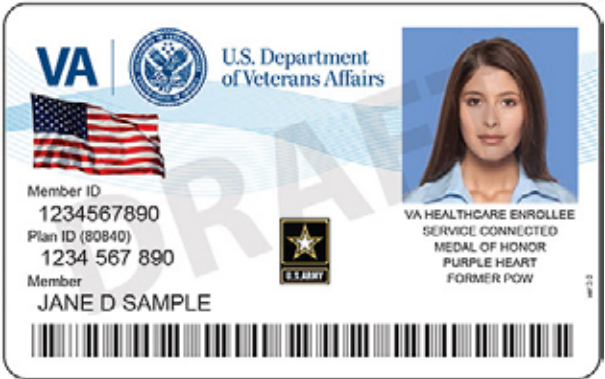 VA
U.S. Department
of Veterans Affairs
DRAFT
Member ID
1234567890
Plan ID (80840)
1234 567 890
Member
JANE D SAMPLE
U.S.ARMY
VA HEALTHCARE ENROLLEE
SERVICE CONNECTED
MEDAL OF HONOR
PURPLE HEART
FORMER POW